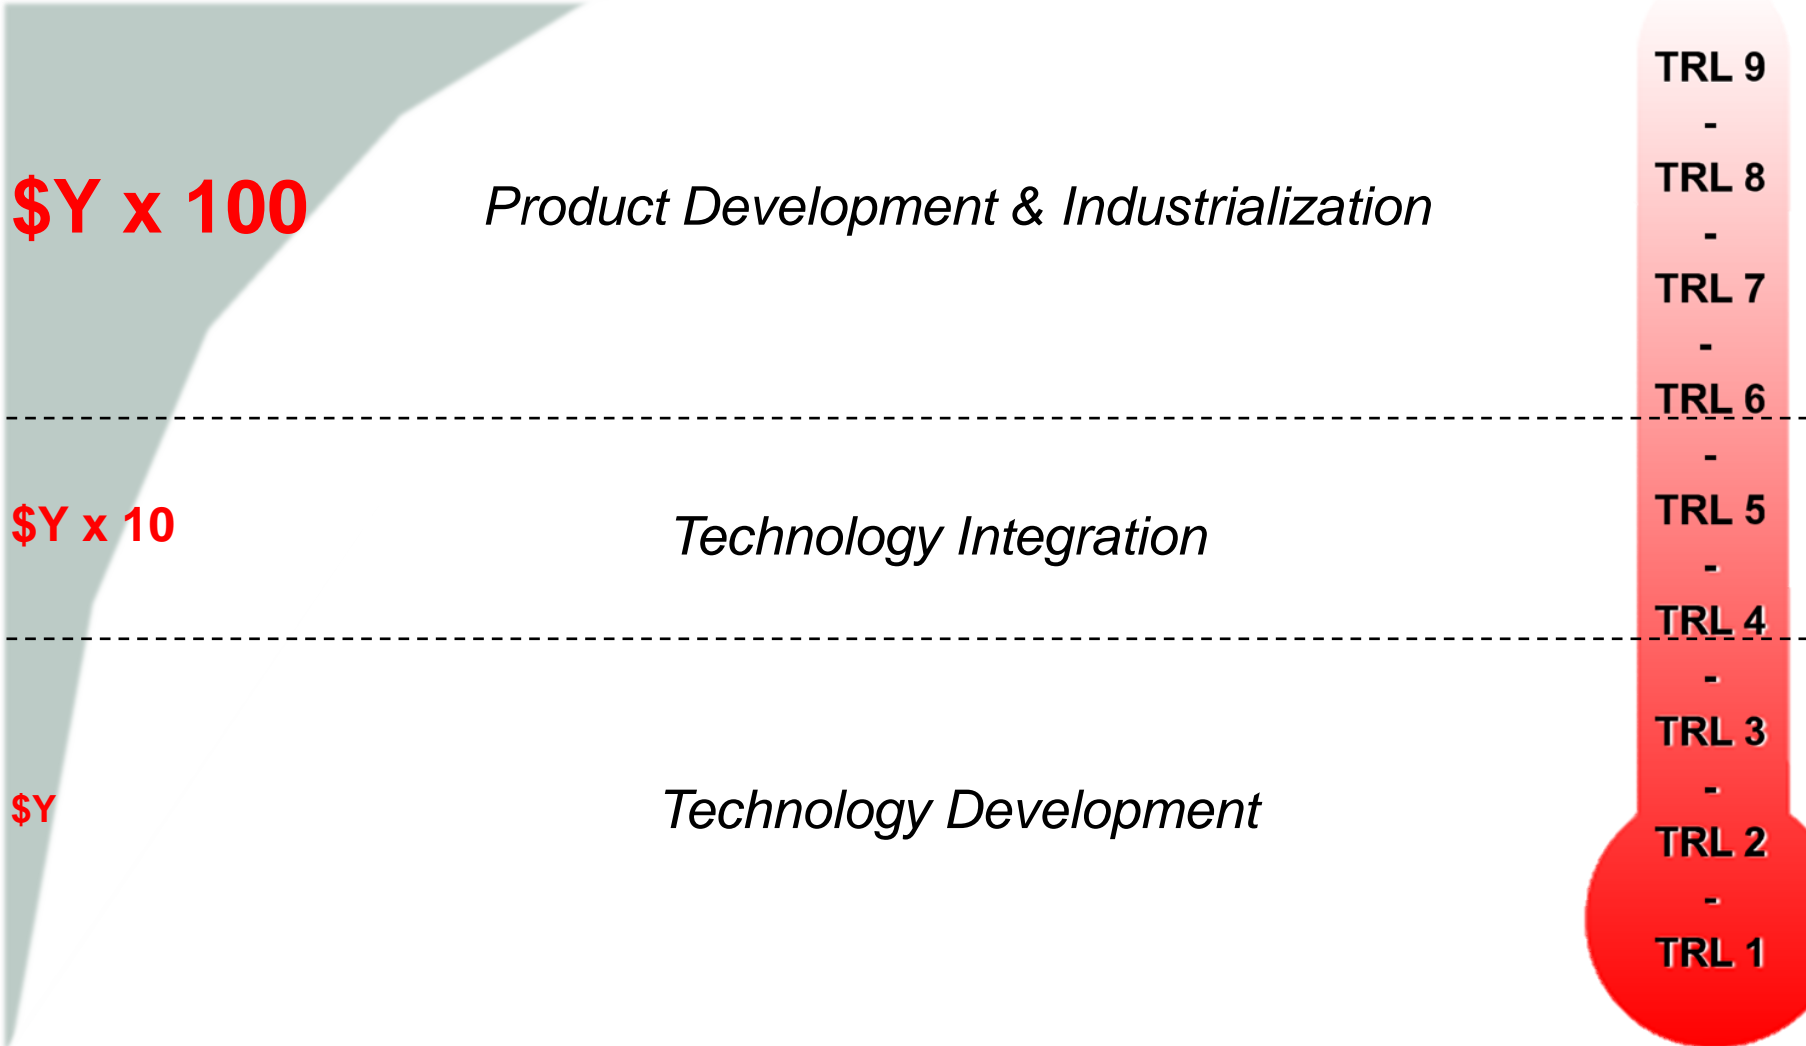 $Y x 100
Product Development & Industrialization
$Y x 10
Technology Integration
$Y
Technology Development
TRL 9
-
TRL 8
-
TRL 7
-
TRL 6
-
TRL 5
-
TRL 4
-
TRL 3
-
TRL 2
-
TRL 1